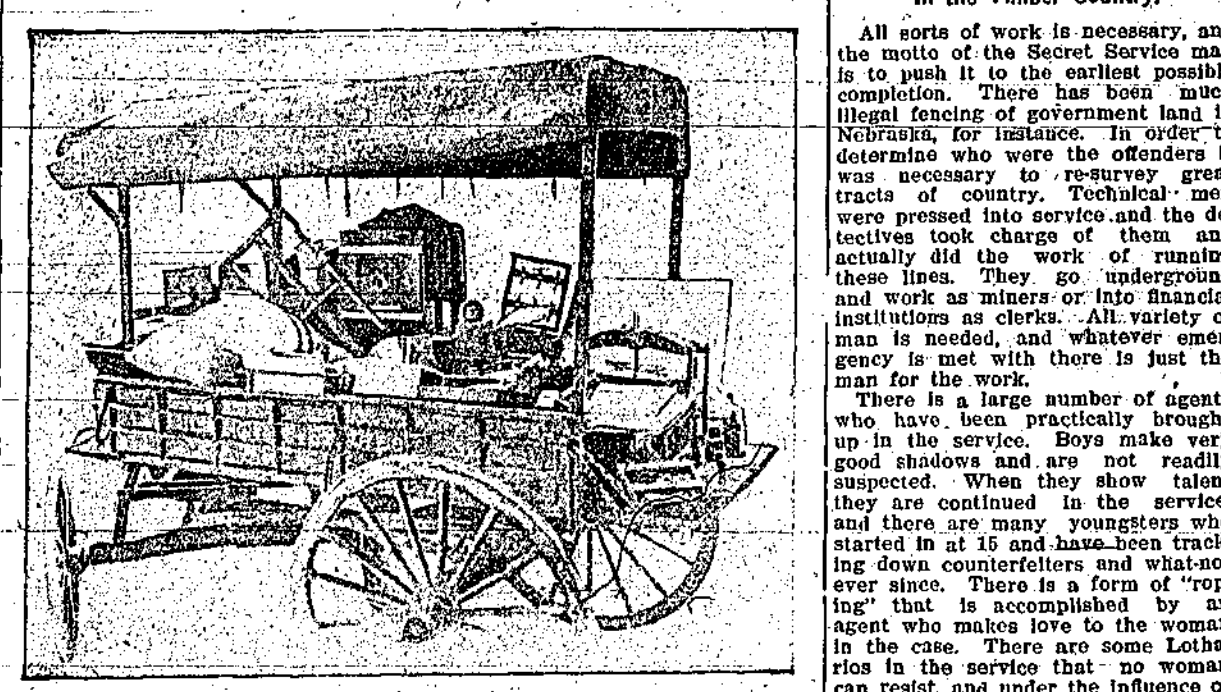 In the Timber Country.
All sorts of work is necessary, an
the motto of the Secret Service ma
is to push it to the earliest possibl
completion. There has been muc
illegal fencing of government land i
Nebraska, for instance. In order t
determine who were the offenders i
was necessary to re-survey grea
tracts of country. Technical me
were pressed into service and the de
tectives took charge of them an
actually did the work of runnin
these lines. They go undergroun
and work as miners or into financia
institutions as clerks. All variety o
man is needed, and whatever emer
gency is met with there is just th
man for the work.
There is a large number of agent
who have been practically brough
up in the service. Boys make ver
good shadows and are not readil
suspected. When they show talen
they are continued in the service
and there are many youngsters wh
started in at 15 and have been track
ing down counterfeiters and what-no
ever since. There is a form of "rop
ing" that is accomplished by a
agent who makes love to the woma
in the case. There are some Lotha
rios in the service that no woman
can resist, and under the influence o